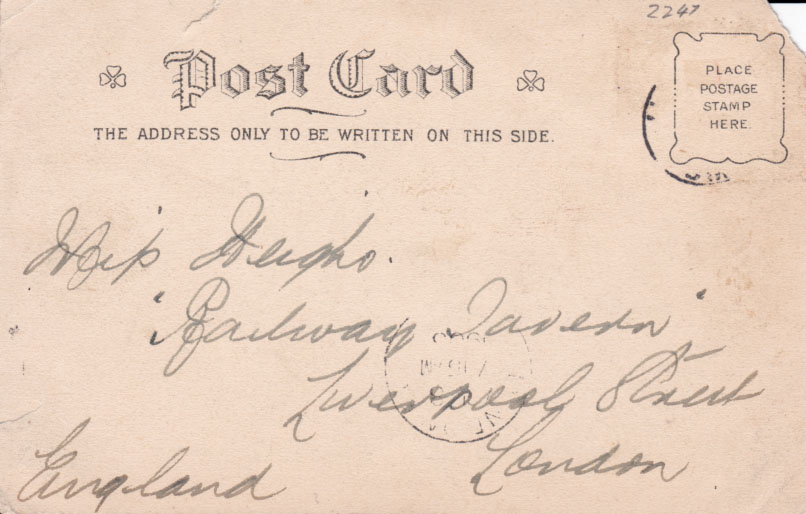 2247
Post Card
THE ADDRESS ONLY TO BE WRITTEN ON THIS SIDE.
PLACE
POSTAGE
STAMP
HERE.
Miss
"Railway Tavern"
Liverpool Street
London
England